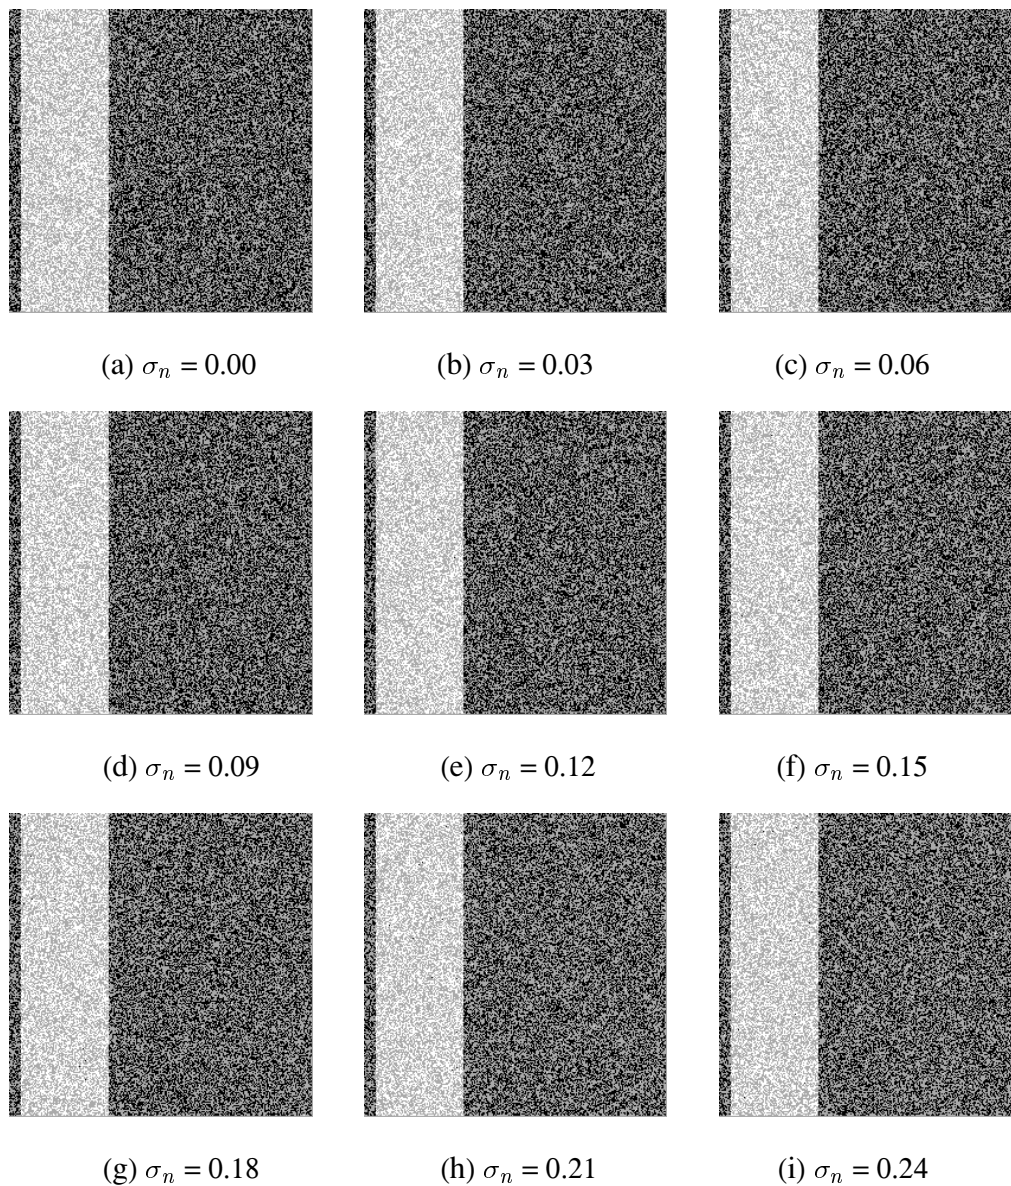 (a) σₙ = 0.00 (b) σₙ = 0.03 (c) σₙ = 0.06
(d) σₙ = 0.09 (e) σₙ = 0.12 (f) σₙ = 0.15
(g) σₙ = 0.18 (h) σₙ = 0.21 (i) σₙ = 0.24